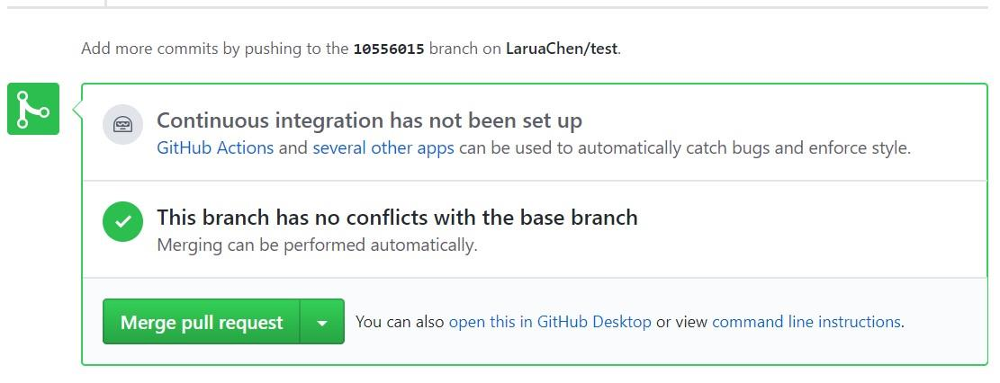 Add more commits by pushing to the 10556015 branch on LaruaChen/test.
Continuous integration has not been set up
GitHub Actions and several other apps can be used to automatically catch bugs and enforce style.
This branch has no conflicts with the base branch
Merging can be performed automatically.
Merge pull request You can also open this in GitHub Desktop or view command line instructions.